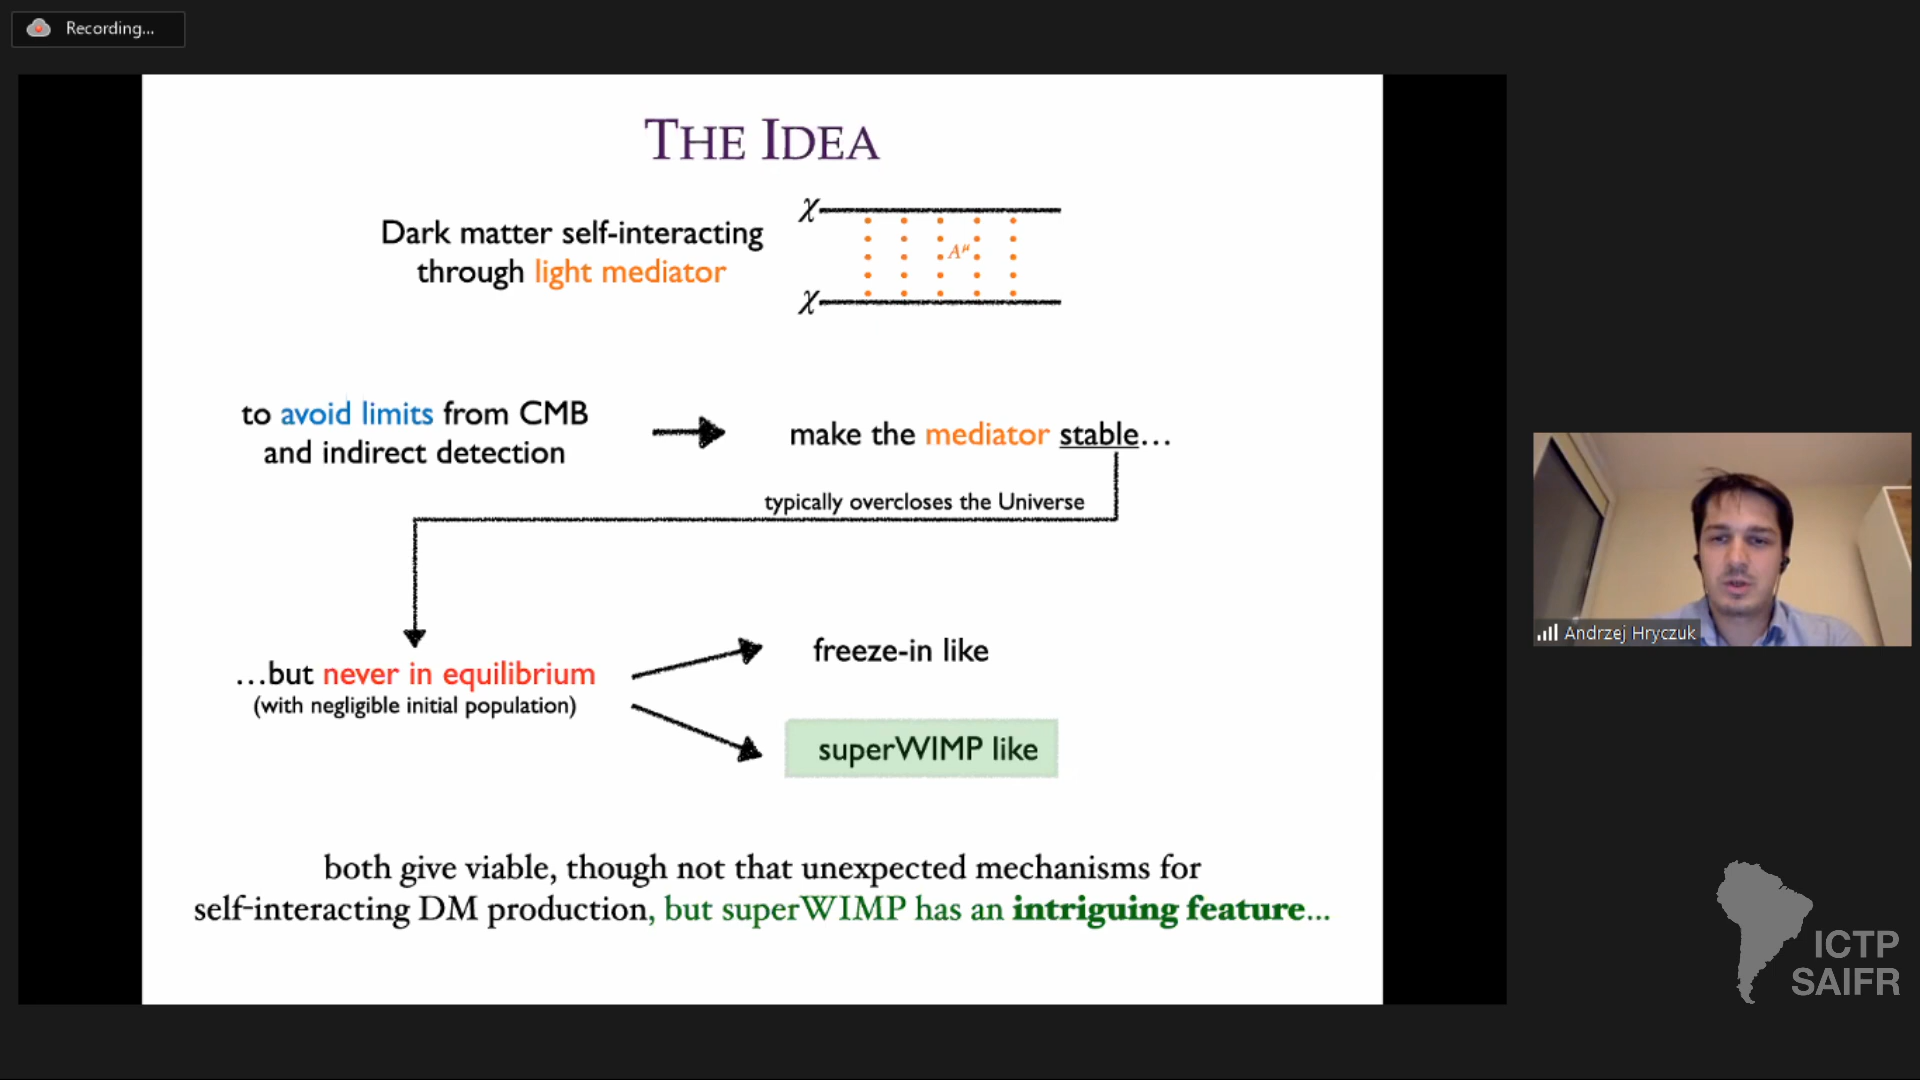 Recording...
THE IDEA
Dark matter self-interacting
through light mediator
χ
A^μ
χ
to avoid limits from CMB
and indirect detection
make the mediator stable…
typically overcloses the Universe
…but never in equilibrium
(with negligible initial population)
freeze-in like
superWIMP like
both give viable, though not that unexpected mechanisms for
self-interacting DM production, but superWIMP has an intriguing feature...
Andrzej Hryczuk
ICTP
SAIFR